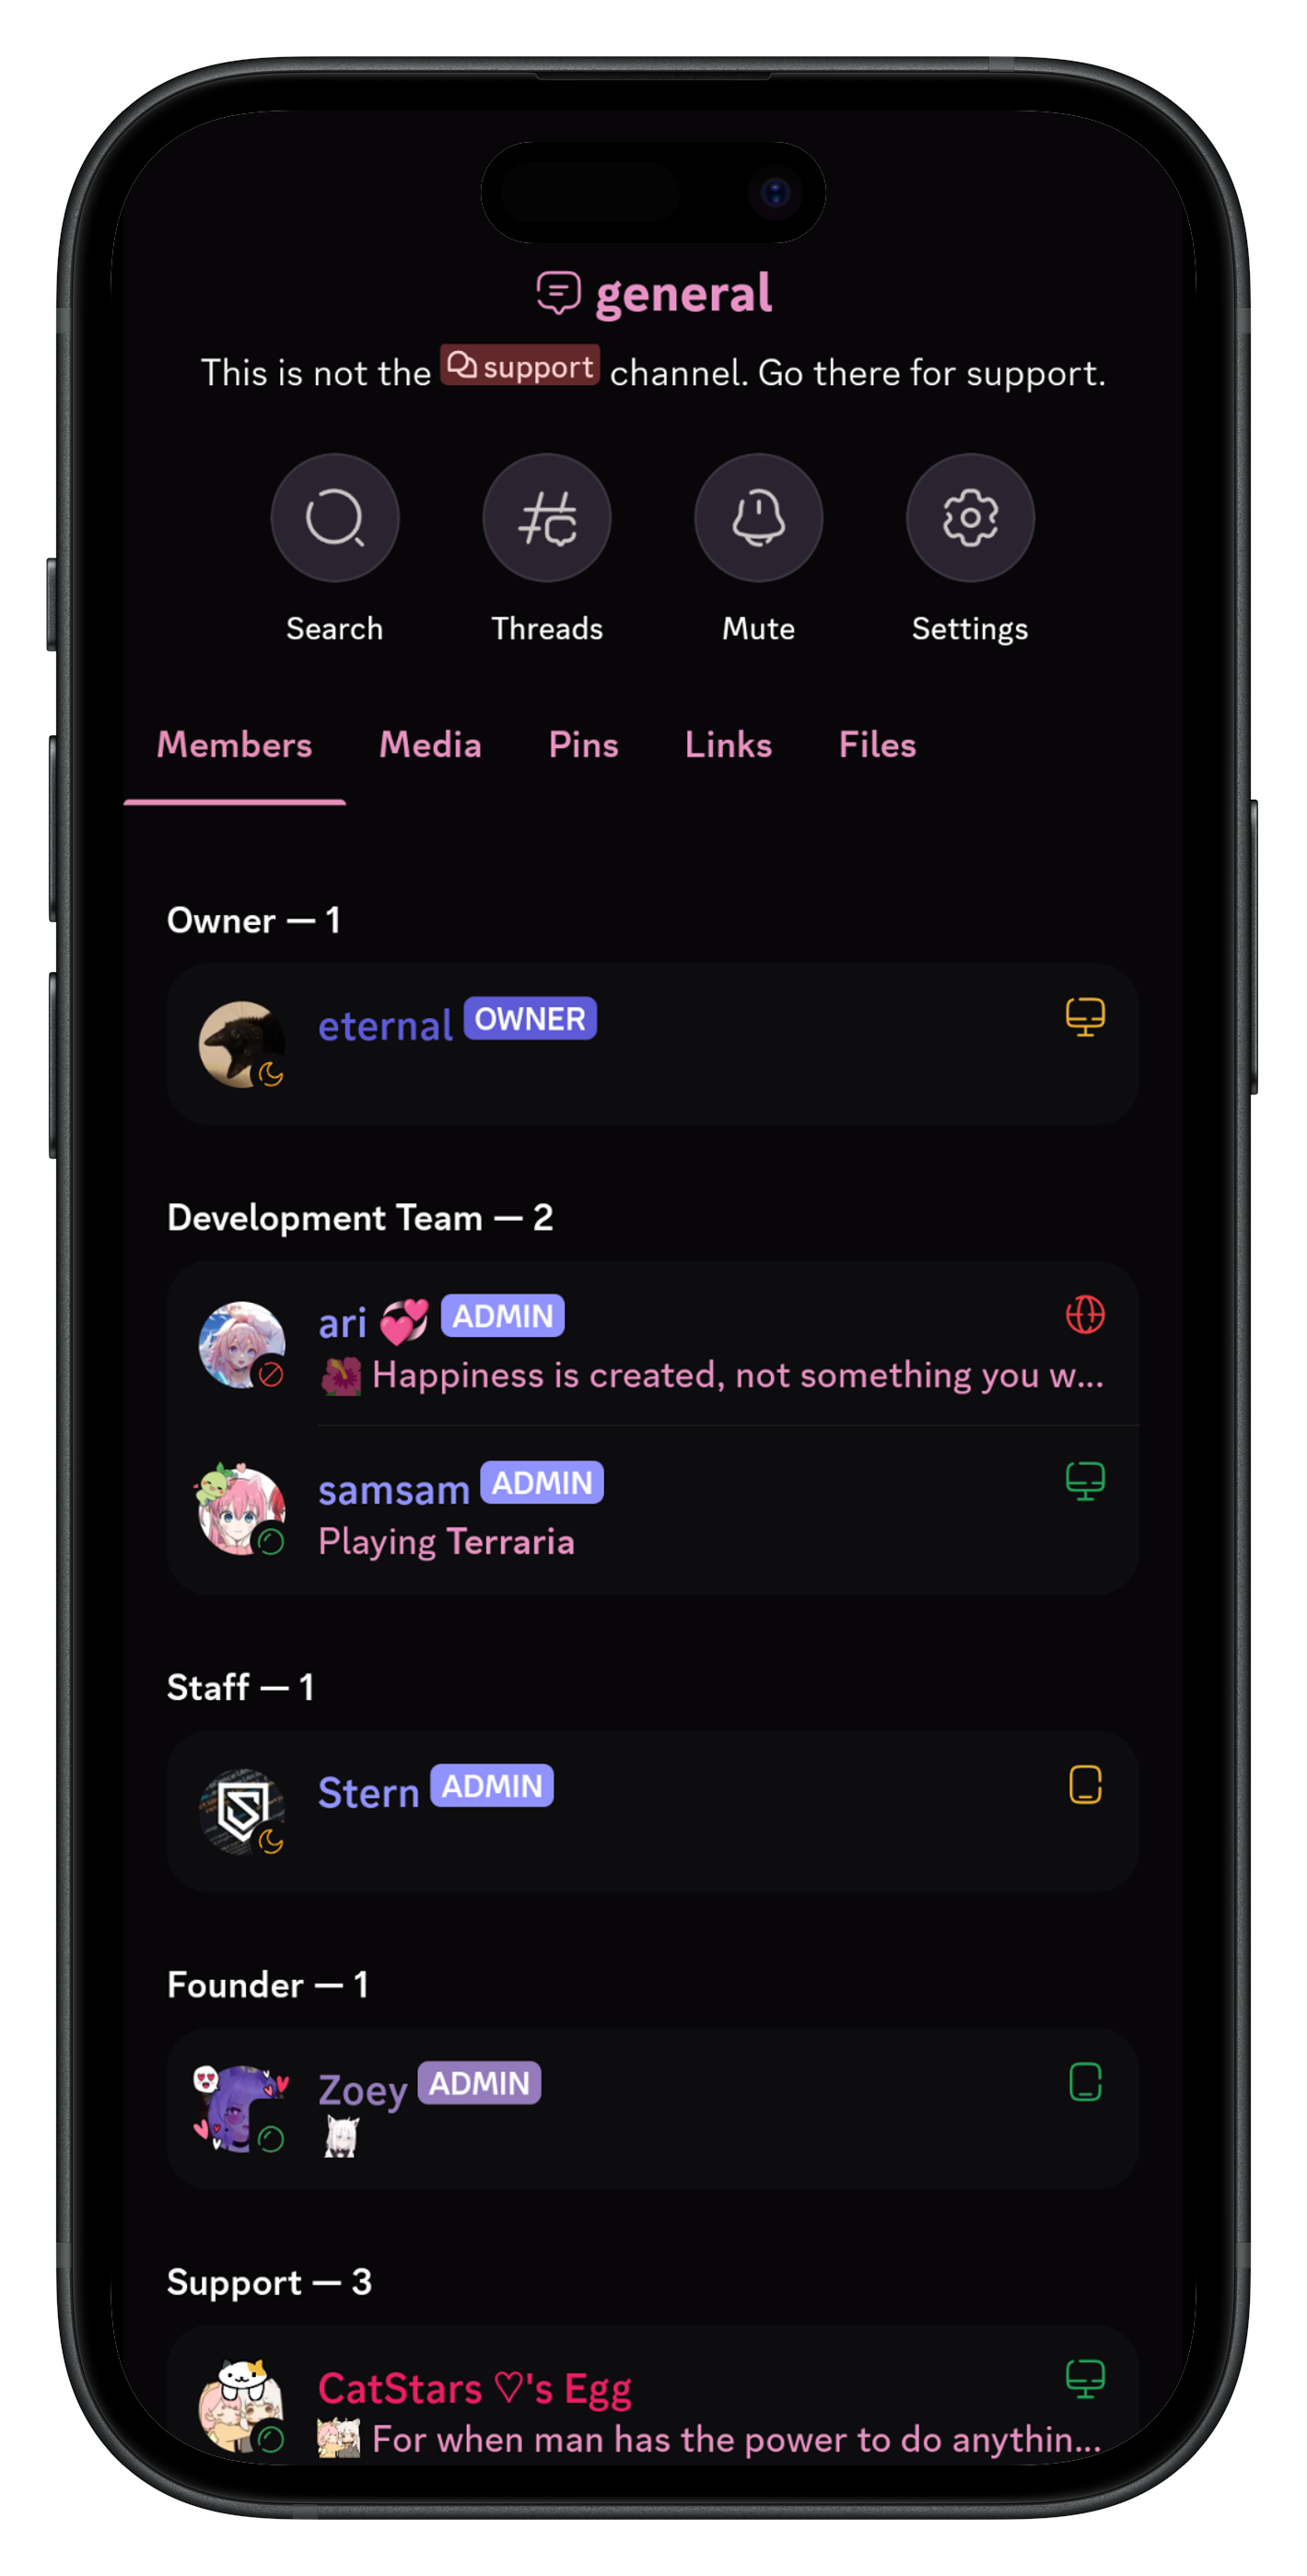 general
This is not the support channel. Go there for support.
Search Threads Mute Settings
Members Media Pins Links Files
Owner — 1
eternal OWNER
Development Team — 2
ari 💞 ADMIN
🌺 Happiness is created, not something you w...
samsam ADMIN
Playing Terraria
Staff — 1
Stern ADMIN
Founder — 1
Zoey ADMIN
Support — 3
CatStars ♡'s Egg
For when man has the power to do anythin...